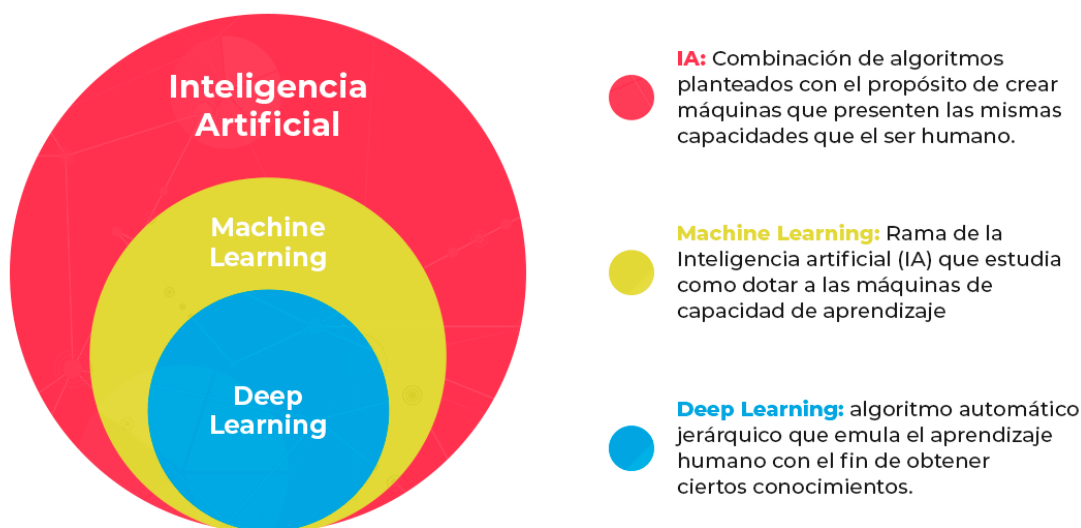 Inteligencia
Artificial
Machine
Learning
Deep
Learning
IA: Combinación de algoritmos
planteados con el propósito de crear
máquinas que presenten las mismas
capacidades que el ser humano.
Machine Learning: Rama de la
Inteligencia artificial (IA) que estudia
como dotar a las máquinas de
capacidad de aprendizaje
Deep Learning: algoritmo automático
jerárquico que emula el aprendizaje
humano con el fin de obtener
ciertos conocimientos.